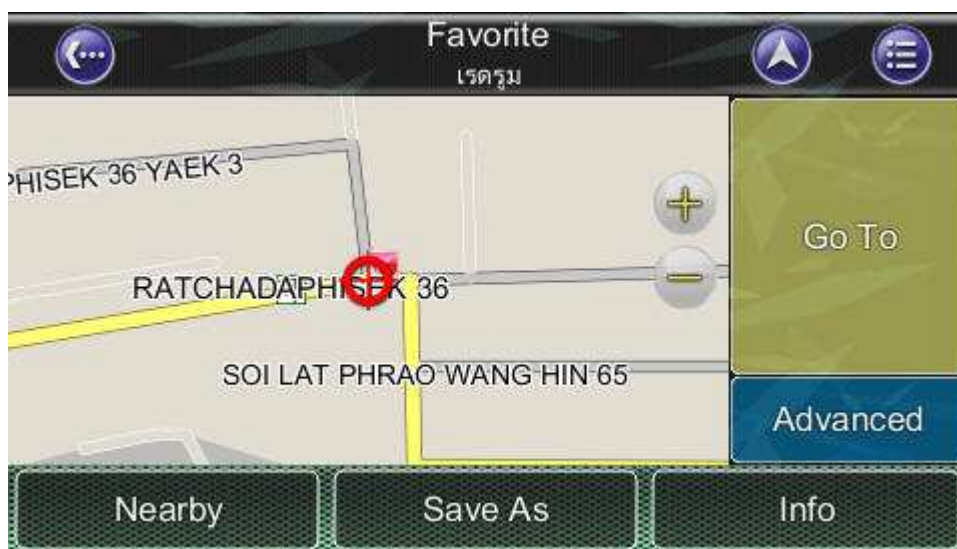 Favorite
เรดรูม
PHISEK 36 YAEK 3
Go To
RATCHADAPHISEK 36
SOI LAT PHRAO WANG HIN 65
Advanced
Nearby
Save As
Info